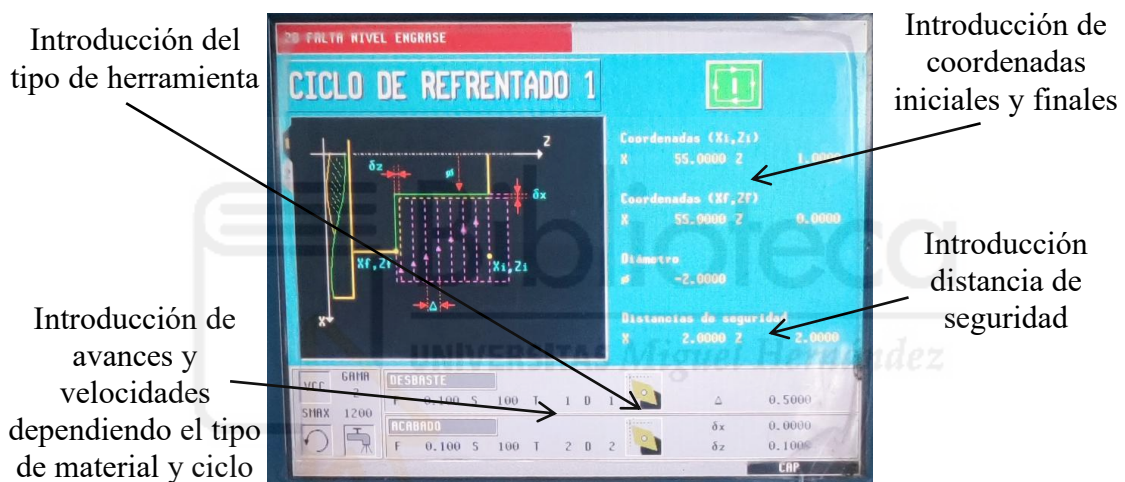 Introducción del
tipo de herramienta
Introducción de
coordenadas
iniciales y finales
Introducción
distancia de
seguridad
Introducción de
avances y
velocidades
dependiendo el tipo
de material y ciclo
20 FALTA NIVEL ENGRASE
CICLO DE REFRENTADO 1
Z
δz
ø
δx
Xf,Zf
Xi,Zi
Δ
X
Coordenadas (Xi,Zi)
X 55.0000 Z 1.0000
Coordenadas (Xf,Zf)
X 55.0000 Z 0.0000
Diámetro
ø -2.0000
Distancias de seguridad
X 2.0000 Z 2.0000
Biblioteca
UNIVERSITAS Miguel Hernández
VCC GAMA
2
SMAX 1200
DESBASTE
F 0.100 S 100 T 1 D 1 Δ 0.5000
ACABADO
δx 0.0000
F 0.100 S 100 T 2 D 2 δz 0.1000
CAP